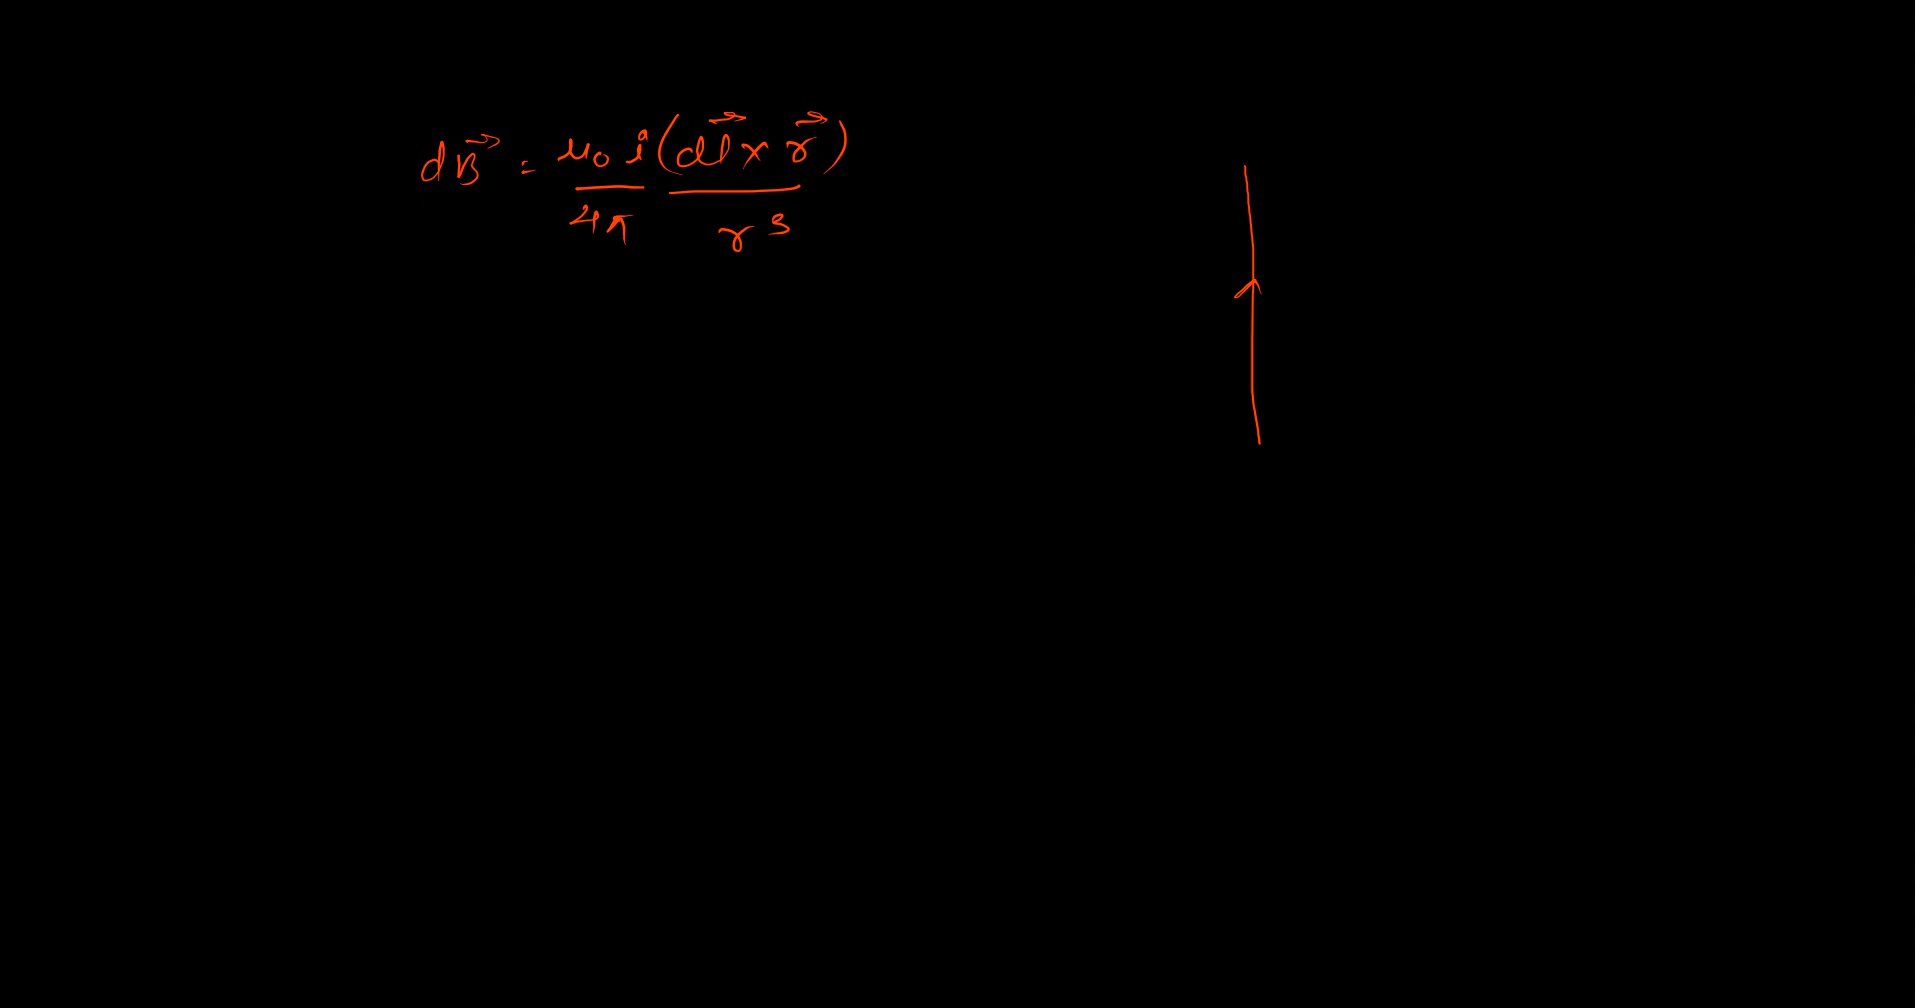 dB⃗ = μ₀ i (dl⃗ × r⃗) / 4π r³